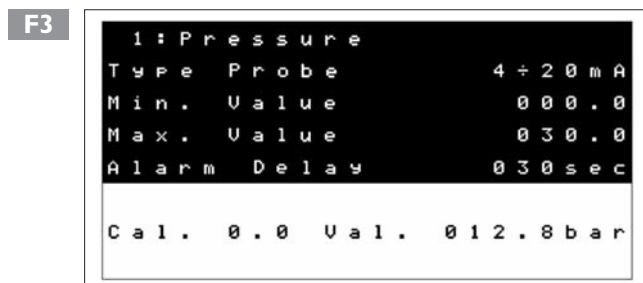 F3
1:Pressure
Type Probe 4÷20mA
Min. Value 000.0
Max. Value 030.0
Alarm Delay 030sec
Cal. 0.0 Val. 012.8bar